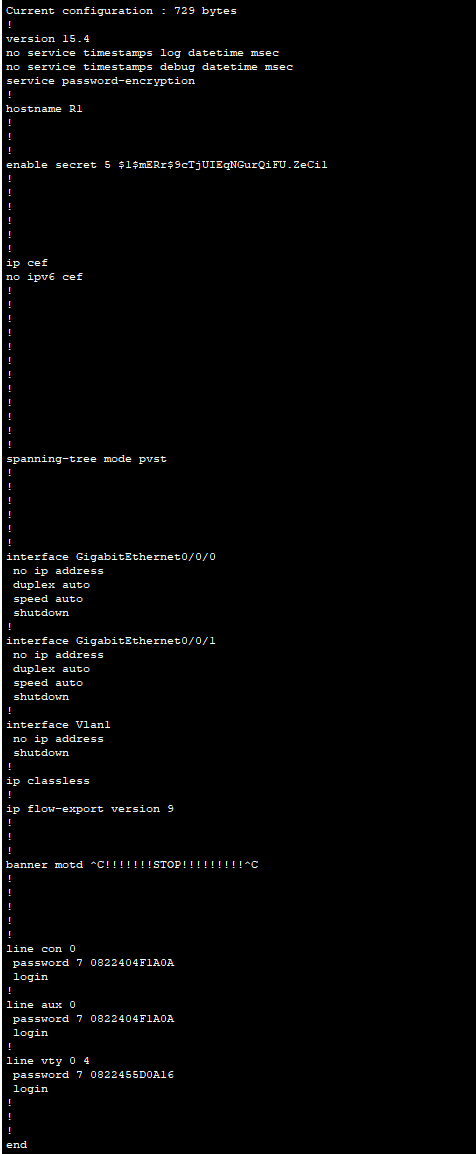 Current configuration : 729 bytes
!
version 15.4
no service timestamps log datetime msec
no service timestamps debug datetime msec
service password-encryption
!
hostname R1
!
!
!
enable secret 5 $1$mERr$9cTjUIEqNGurQiFU.ZeCi1
!
!
!
!
!
!
ip cef
no ipv6 cef
!
!
!
!
!
!
!
!
!
!
!
!
spanning-tree mode pvst
!
!
!
!
!
!
interface GigabitEthernet0/0/0
 no ip address
 duplex auto
 speed auto
 shutdown
!
interface GigabitEthernet0/0/1
 no ip address
 duplex auto
 speed auto
 shutdown
!
interface Vlan1
 no ip address
 shutdown
!
ip classless
!
ip flow-export version 9
!
!
!
banner motd ^C!!!!!!!STOP!!!!!!!!!^C
!
!
!
!
!
line con 0
 password 7 0822404F1A0A
 login
!
line aux 0
 password 7 0822404F1A0A
 login
!
line vty 0 4
 password 7 0822455D0A16
 login
!
!
!
end